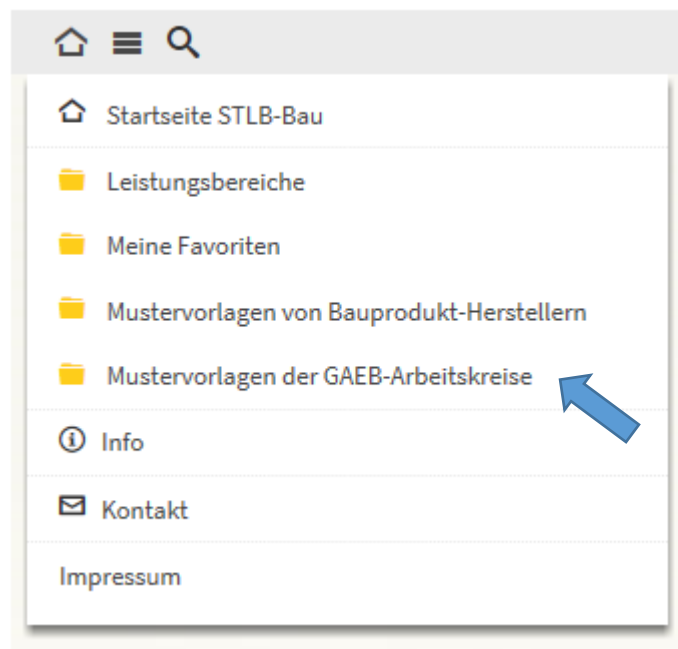 Startseite STLB-Bau
Leistungsbereiche
Meine Favoriten
Mustervorlagen von Bauprodukt-Herstellern
Mustervorlagen der GAEB-Arbeitskreise
Info
Kontakt
Impressum